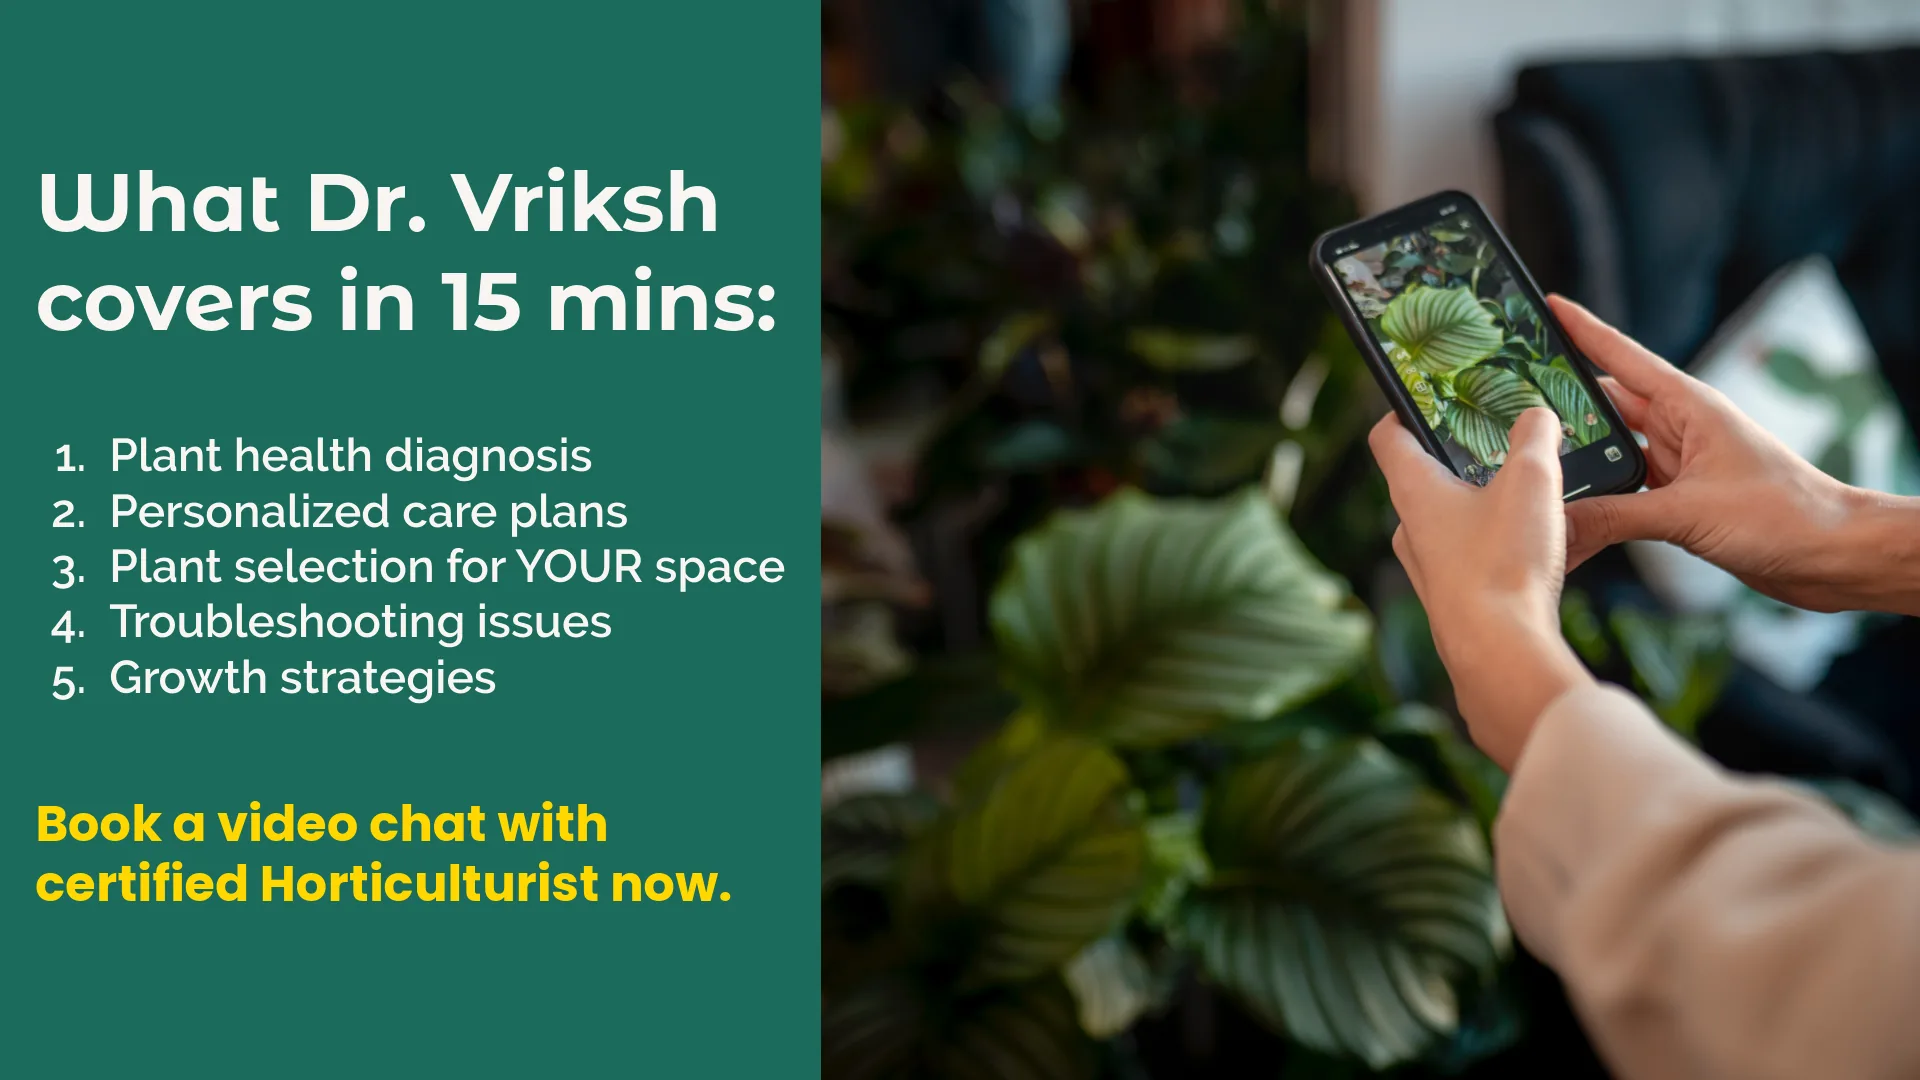 What Dr. Vriksh
covers in 15 mins:
1. Plant health diagnosis
2. Personalized care plans
3. Plant selection for YOUR space
4. Troubleshooting issues
5. Growth strategies
Book a video chat with
certified Horticulturist now.